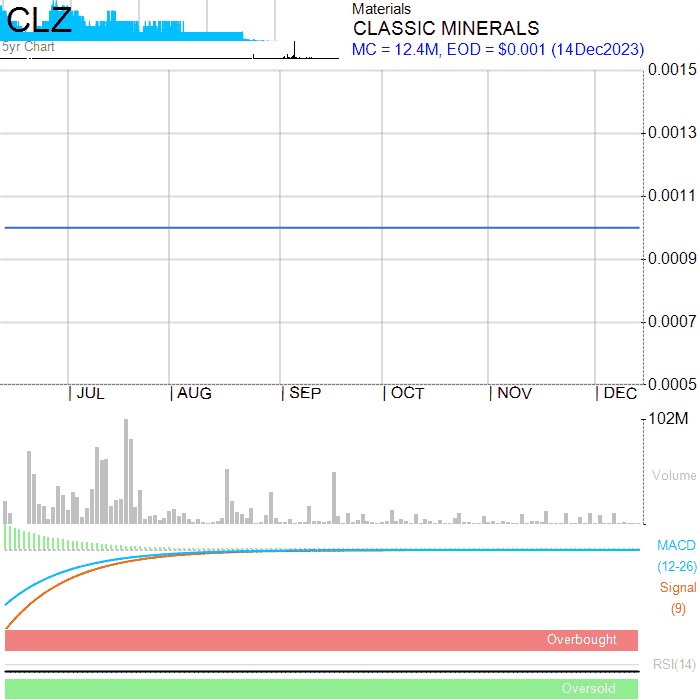 CLZ
5yr Chart
Materials
CLASSIC MINERALS
MC = 12.4M, EOD = $0.001 (14Dec2023)
0.0015
0.0013
0.0011
0.0009
0.0007
0.0005
JUL
AUG
SEP
OCT
NOV
DEC
102M
Volume
MACD
(12-26)
Signal
(9)
Overbought
RSI(14)
Oversold